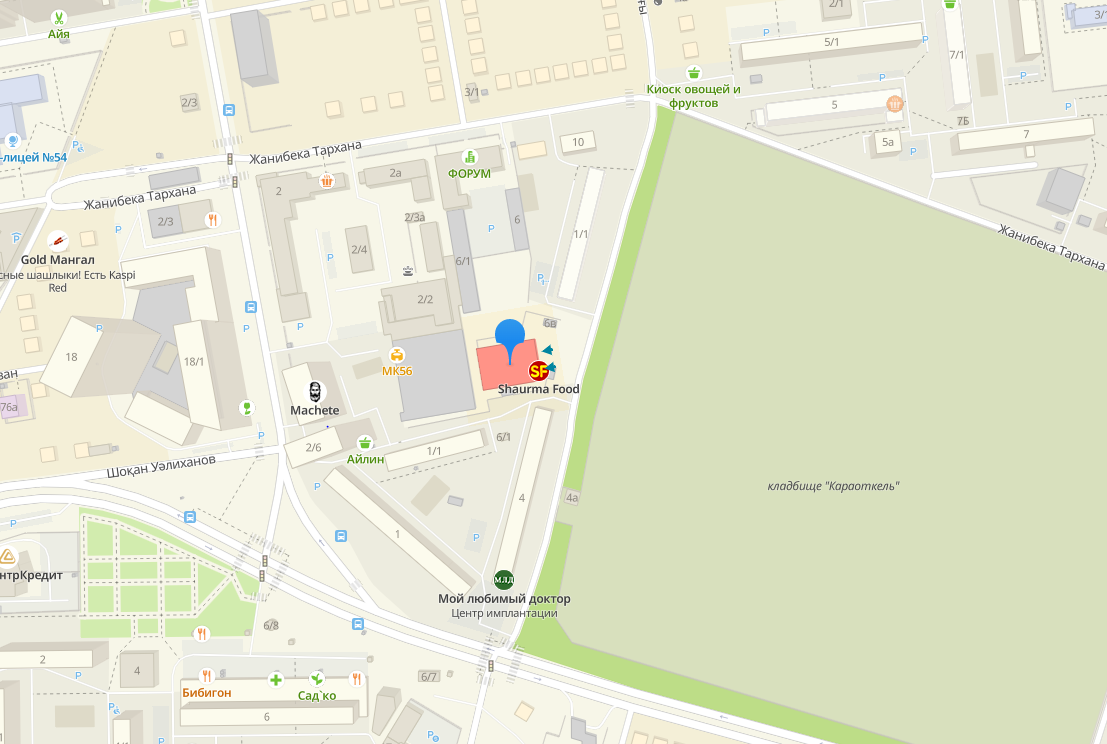 Айя
2/1
3/1
5/1
7/1
Киоск овощей и
фруктов
2/3
3/1
5
7Б
7
5а
-лицей №54
Жанибека Тархана
10
ФОРУМ
2
2а
Жанибека Тархана
2/3
2/3а
6
1/1
2/4
6/1
Жанибека Тархана
Gold Мангал
сные шашлыки! Есть Kaspi
Red
2/2
6в
18
18/1
MK56
SF
Shaurma Food
76а
Machete
2/6
Айлин
1/1
6/1
Шоқан Уәлиханов
4
4а
кладбище "Караоткель"
1
нтрКредит
МЛД
Мой любимый доктор
Центр имплантации
6/8
2
4
6/7
Бибигон
Сад'ко
6